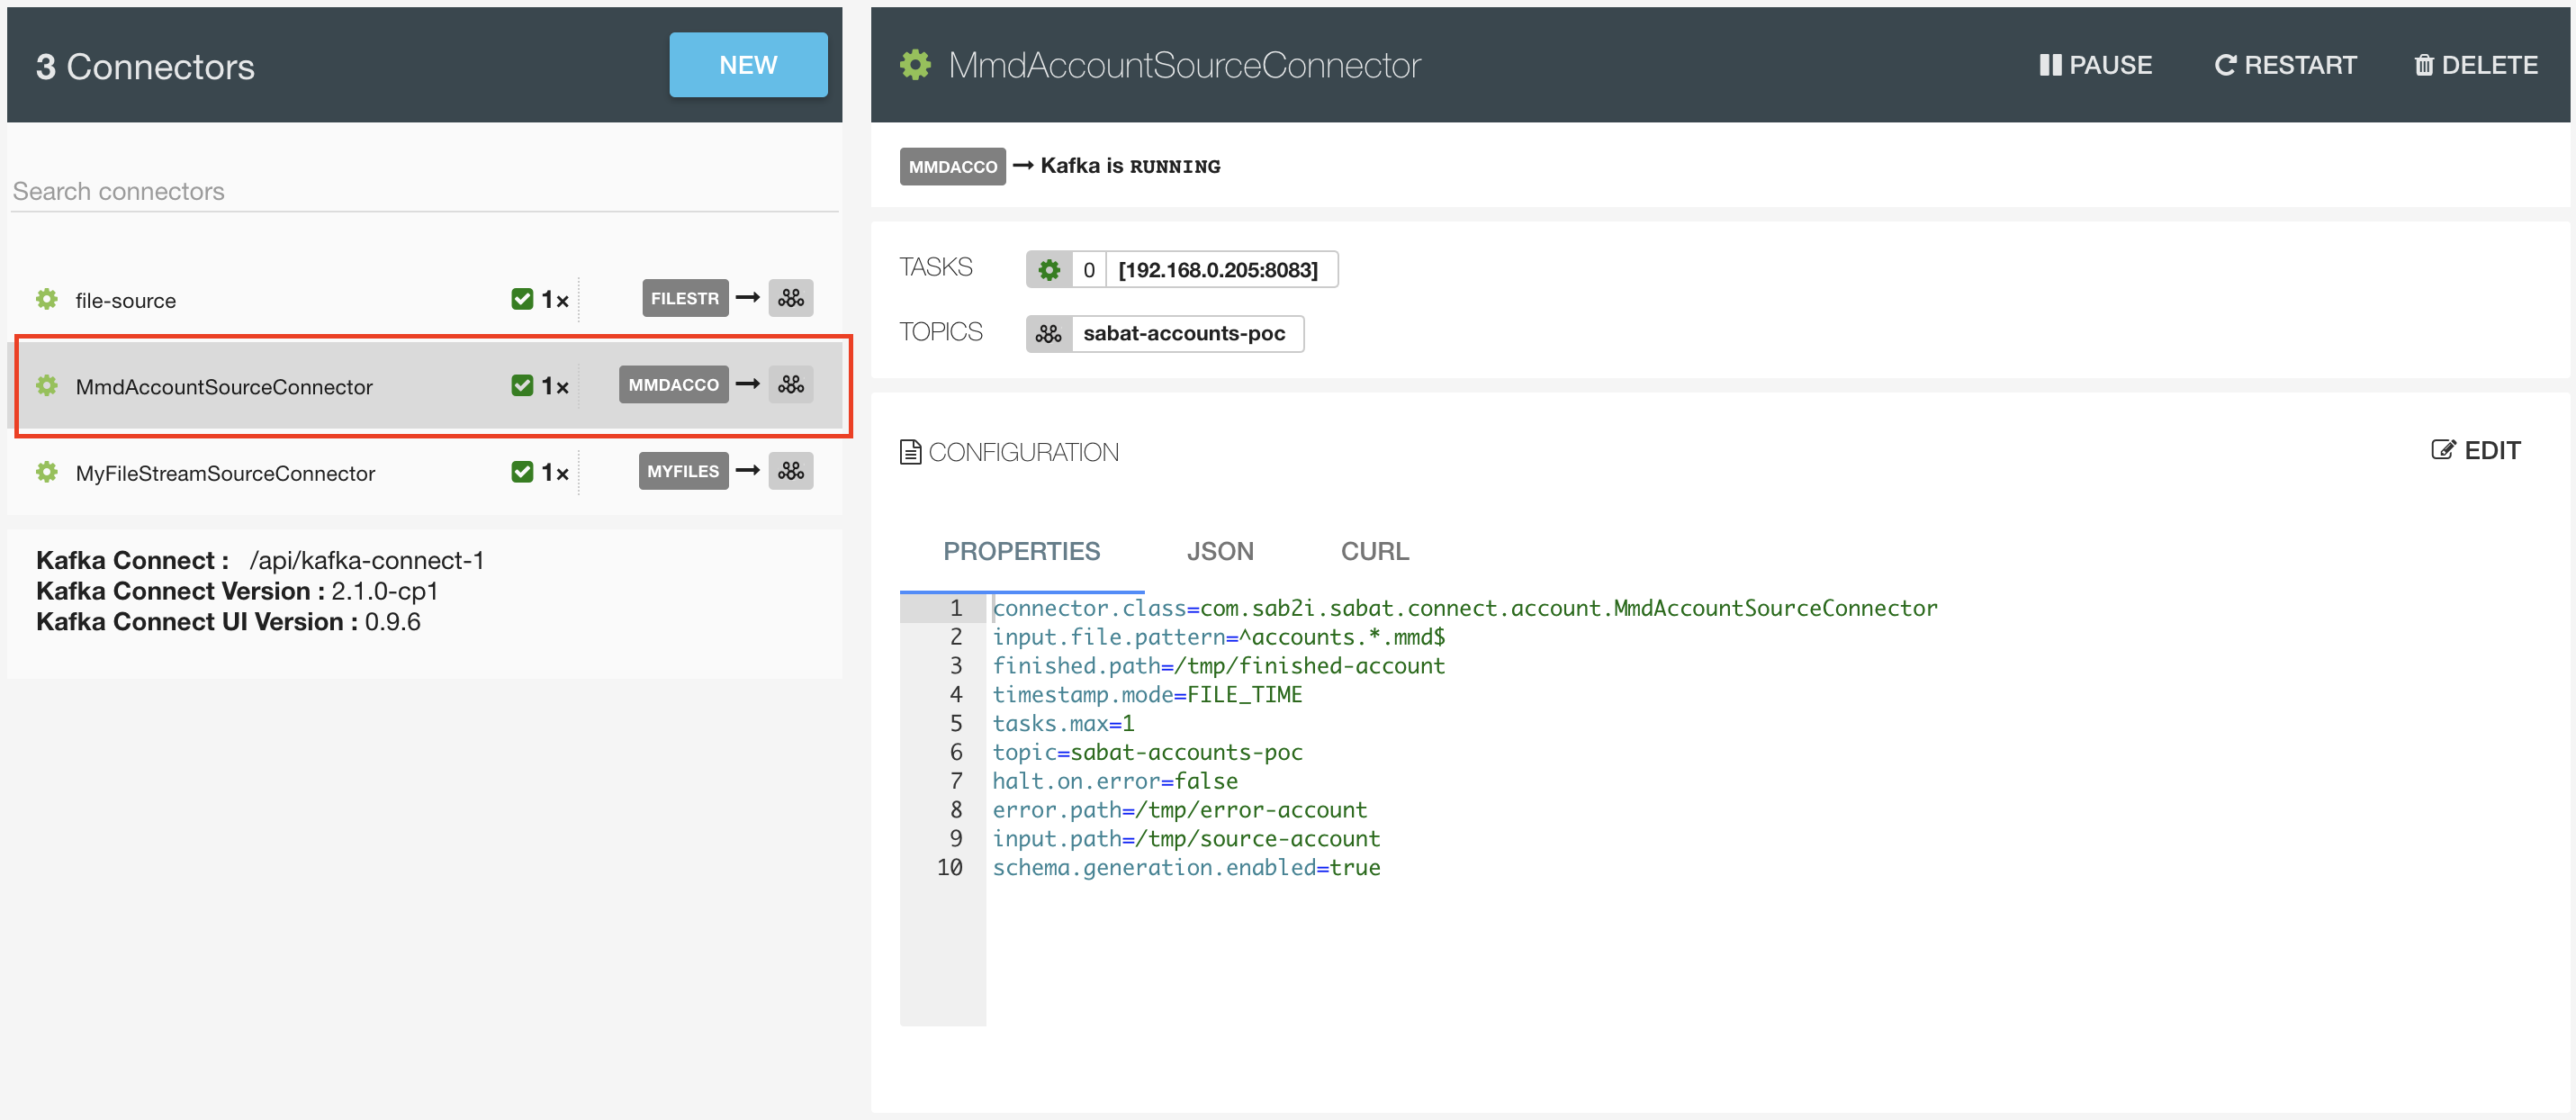 3 Connectors
NEW
Search connectors
file-source 1× FILESTR
MmdAccountSourceConnector 1× MMDACCO
MyFileStreamSourceConnector 1× MYFILES
Kafka Connect : /api/kafka-connect-1
Kafka Connect Version : 2.1.0-cp1
Kafka Connect UI Version : 0.9.6
MmdAccountSourceConnector
PAUSE RESTART DELETE
MMDACCO → Kafka is RUNNING
TASKS 0 [192.168.0.205:8083]
TOPICS sabat-accounts-poc
CONFIGURATION
EDIT
PROPERTIES JSON CURL
1 connector.class=com.sab2i.sabat.connect.account.MmdAccountSourceConnector
2 input.file.pattern=^accounts.*.mmd$
3 finished.path=/tmp/finished-account
4 timestamp.mode=FILE_TIME
5 tasks.max=1
6 topic=sabat-accounts-poc
7 halt.on.error=false
8 error.path=/tmp/error-account
9 input.path=/tmp/source-account
10 schema.generation.enabled=true